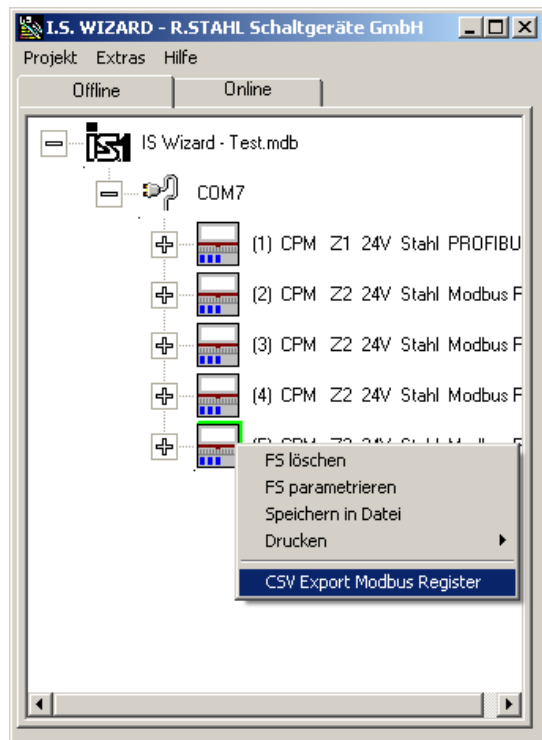 I.S. WIZARD - R.STAHL Schaltgeräte GmbH
Projekt Extras Hilfe
Offline Online
IS1 IS Wizard - Test.mdb
COM7
(1) CPM Z1 24V Stahl PROFIBU
(2) CPM Z2 24V Stahl Modbus F
(3) CPM Z2 24V Stahl Modbus F
(4) CPM Z2 24V Stahl Modbus F
FS löschen
FS parametrieren
Speichern in Datei
Drucken
CSV Export Modbus Register